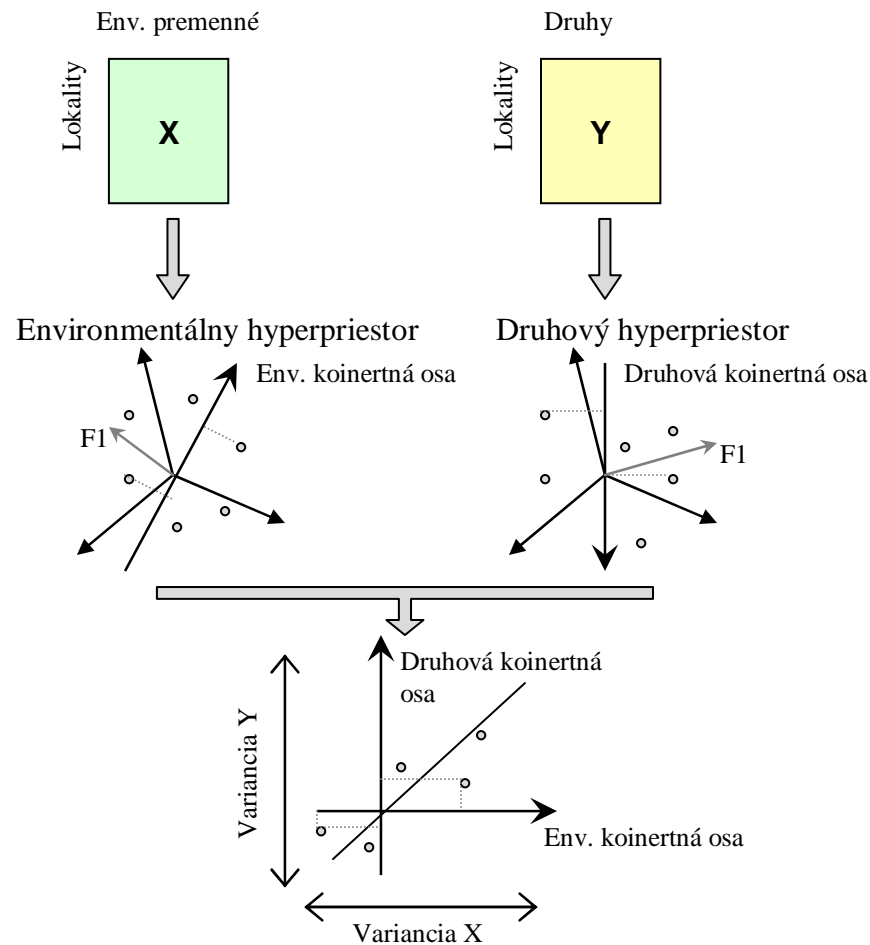 Env. premenné
Druhy
Lokality
X
Lokality
Y
Environmentálny hyperpriestor
Druhový hyperpriestor
Env. koinertná osa
Druhová koinertná osa
F1
F1
Druhová koinertná
osa
Variancia Y
Env. koinertná osa
Variancia X